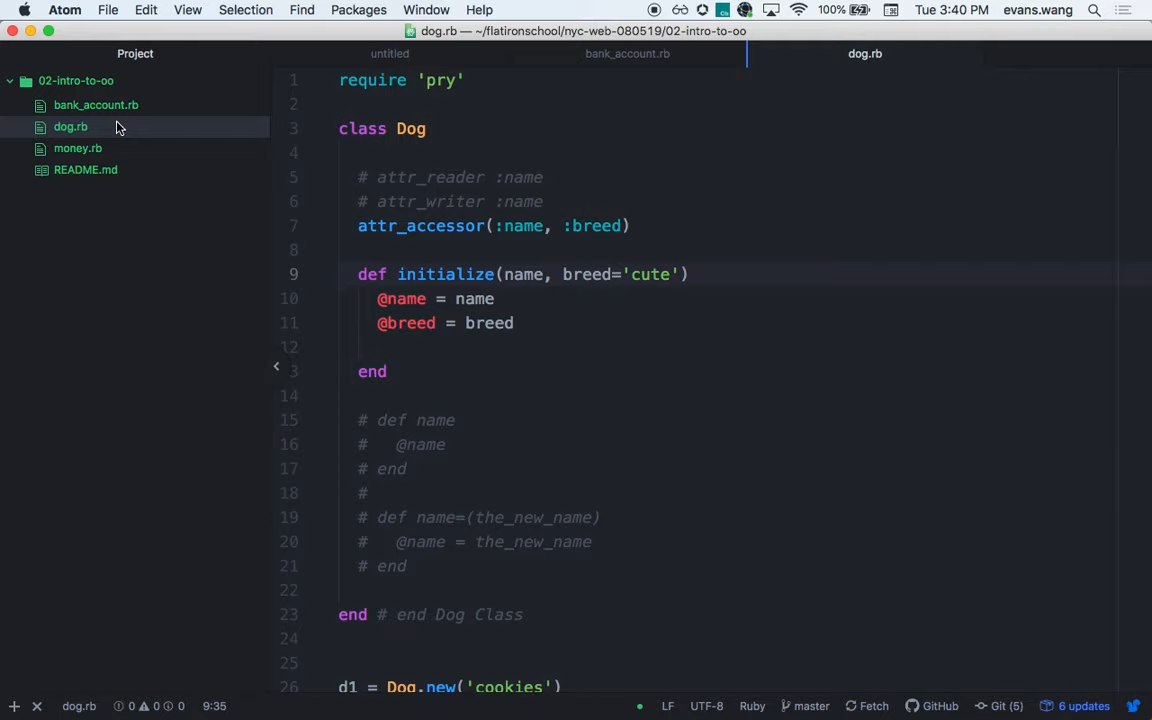 Atom File Edit View Selection Find Packages Window Help 100% Tue 3:40 PM evans.wang
dog.rb — ~/flatironschool/nyc-web-080519/02-intro-to-oo
Project untitled bank_account.rb dog.rb
02-intro-to-oo
bank_account.rb
dog.rb
money.rb
README.md
1 require 'pry'
2
3 class Dog
4
5 # attr_reader :name
6 # attr_writer :name
7 attr_accessor(:name, :breed)
8
9 def initialize(name, breed='cute')
10 @name = name
11 @breed = breed
12
3 end
14
15 # def name
16 # @name
17 # end
18 #
19 # def name=(the_new_name)
20 # @name = the_new_name
21 # end
22
23 end # end Dog Class
24
25
26 d1 = Dog.new('cookies')
dog.rb 0 0 0 9:35 LF UTF-8 Ruby master Fetch GitHub Git (5) 6 updates